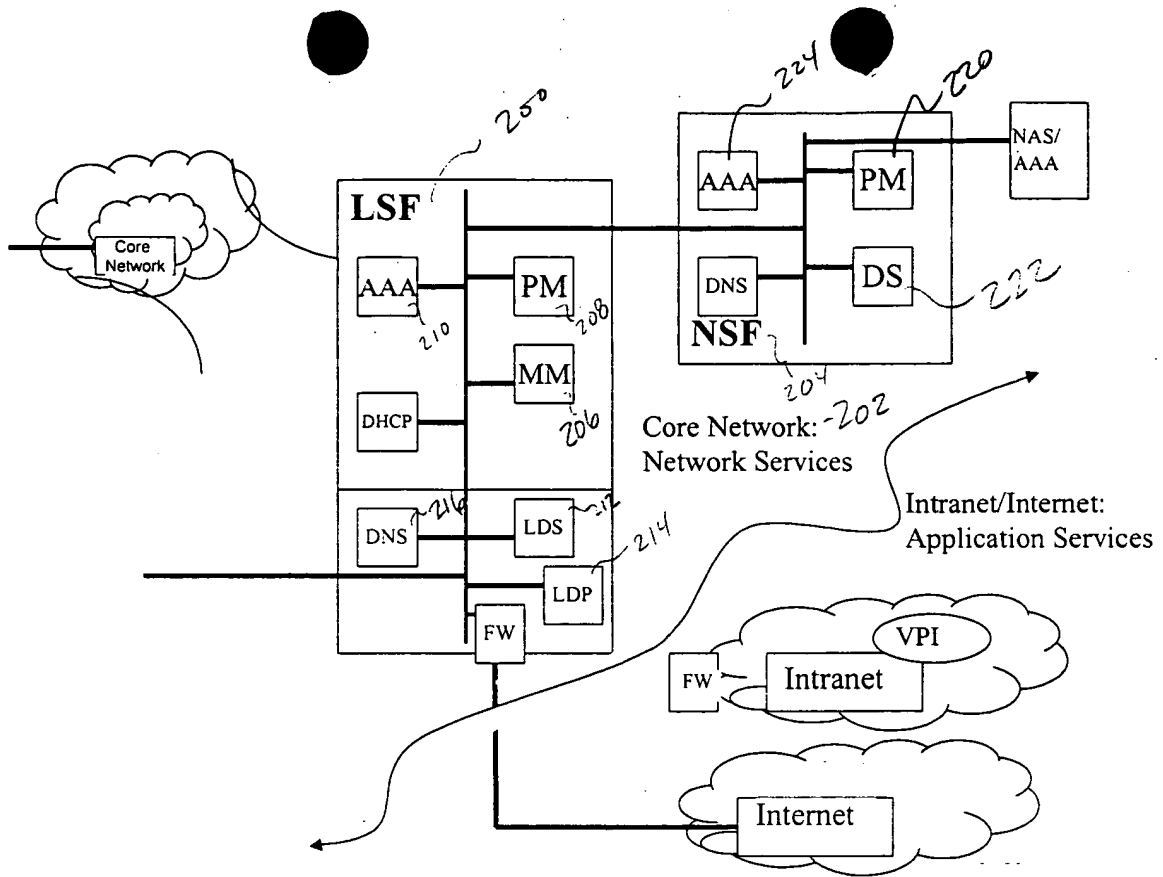 224
220
200
NAS/
AAA
AAA
PM
LSF
Core
Network
AAA
210
PM
208
DNS
DS
222
NSF
204
MM
206
DHCP
Core Network: -202
Network Services
DNS
216
LDS
212
Intranet/Internet:
Application Services
LDP
214
FW
VPI
FW
Intranet
Internet